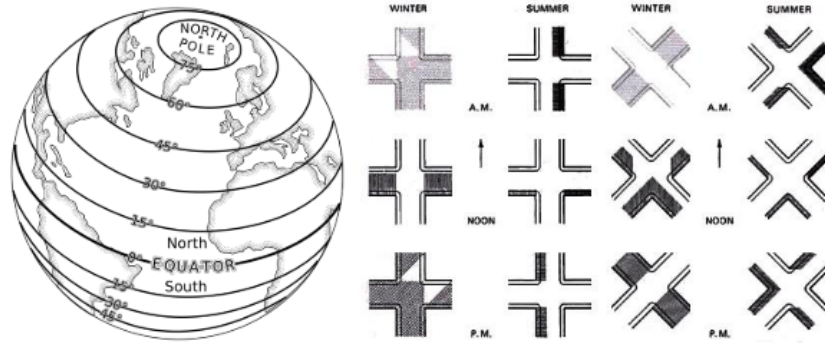 NORTH
POLE
75°
60°
45°
30°
15°
North
0°
EQUATOR
South
15°
30°
45°
WINTER SUMMER WINTER SUMMER
A.M. A.M.
NOON NOON
P.M. P.M.